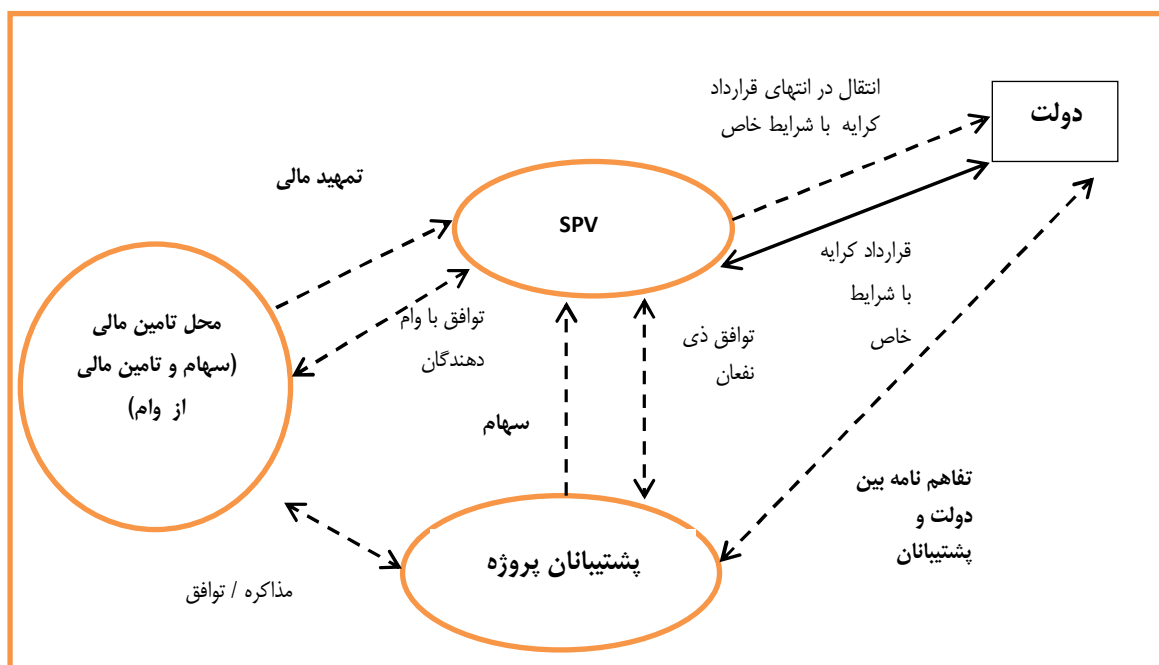 انتقال در انتهای قرارداد
کرایه با شرایط خاص
دولت
تمهید مالی
SPV
قرارداد کرایه
با شرایط
خاص
محل تامین مالی
(سهام و تامین مالی
از وام)
توافق با وام
دهندگان
توافق ذی
نفعان
سهام
تفاهم نامه بین
دولت و
پشتیبانان
پشتیبانان پروژه
مذاکره / توافق